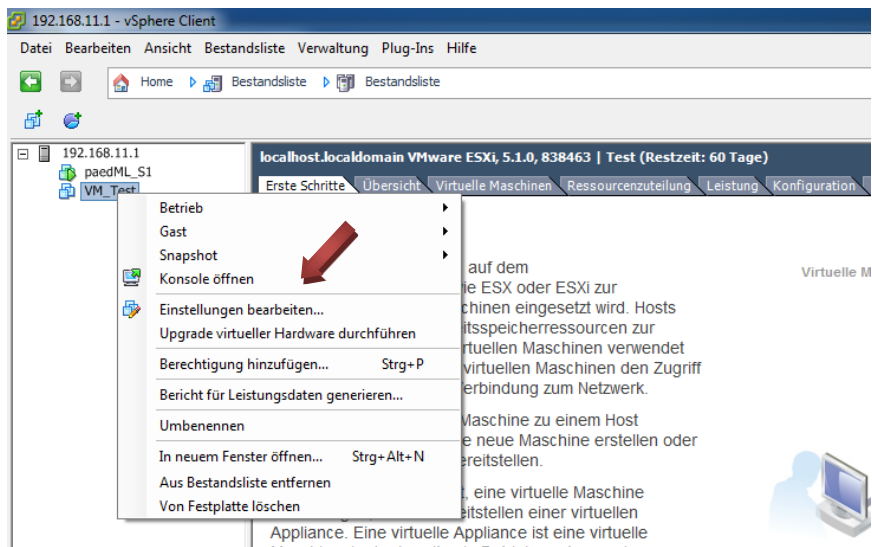 192.168.11.1 - vSphere Client
Datei Bearbeiten Ansicht Bestandsliste Verwaltung Plug-Ins Hilfe
Home Bestandsliste Bestandsliste
192.168.11.1
paedML_S1
VM_Test
localhost.localdomain VMware ESXi, 5.1.0, 838463 | Test (Restzeit: 60 Tage)
Erste Schritte Übersicht Virtuelle Maschinen Ressourcenzuteilung Leistung Konfiguration
Betrieb
Gast
Snapshot
Konsole öffnen
Einstellungen bearbeiten...
Upgrade virtueller Hardware durchführen
Berechtigung hinzufügen... Strg+P
Bericht für Leistungsdaten generieren...
Umbenennen
In neuem Fenster öffnen... Strg+Alt+N
Aus Bestandsliste entfernen
Von Festplatte löschen
auf dem
ie ESX oder ESXi zur
chinen eingesetzt wird. Hosts
itsspeicherressourcen zur
rtuellen Maschinen verwendet
virtuellen Maschinen den Zugriff
erbindung zum Netzwerk.
Maschine zu einem Host
e neue Maschine erstellen oder
ereitstellen.
, eine virtuelle Maschine
eitstellen einer virtuellen
Appliance. Eine virtuelle Appliance ist eine virtuelle
Virtuelle M